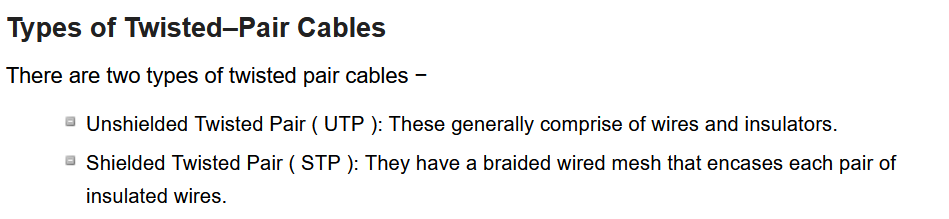 Types of Twisted–Pair Cables
There are two types of twisted pair cables −
Unshielded Twisted Pair ( UTP ): These generally comprise of wires and insulators.
Shielded Twisted Pair ( STP ): They have a braided wired mesh that encases each pair of
insulated wires.